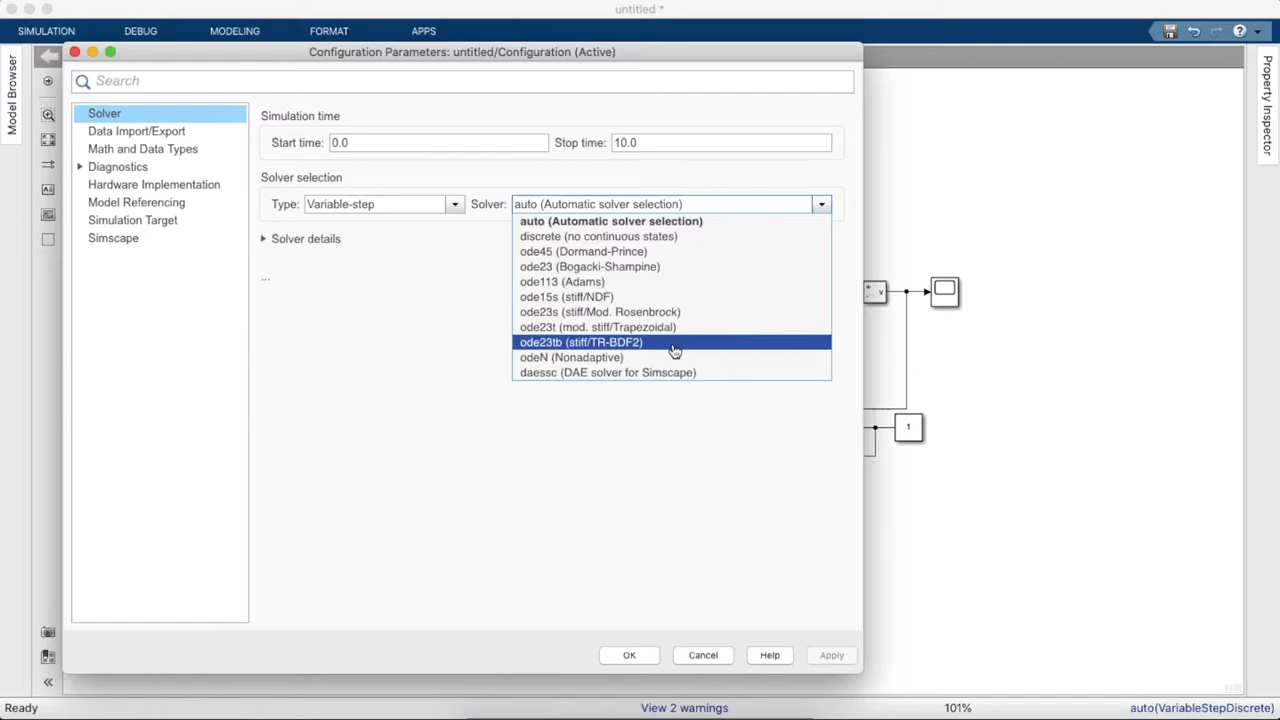 untitled *
SIMULATION DEBUG MODELING FORMAT APPS
?
Model Browser
Property Inspector
Configuration Parameters: untitled/Configuration (Active)
Search
Solver
Data Import/Export
Math and Data Types
Diagnostics
Hardware Implementation
Model Referencing
Simulation Target
Simscape
Simulation time
Start time: 0.0 Stop time: 10.0
Solver selection
Type: Variable-step Solver: auto (Automatic solver selection)
auto (Automatic solver selection)
discrete (no continuous states)
ode45 (Dormand-Prince)
ode23 (Bogacki-Shampine)
ode113 (Adams)
ode15s (stiff/NDF)
ode23s (stiff/Mod. Rosenbrock)
ode23t (mod. stiff/Trapezoidal)
ode23tb (stiff/TR-BDF2)
odeN (Nonadaptive)
daessc (DAE solver for Simscape)
Solver details
...
+ v
-
1
OK Cancel Help Apply
Ready View 2 warnings 101% auto(VariableStepDiscrete)